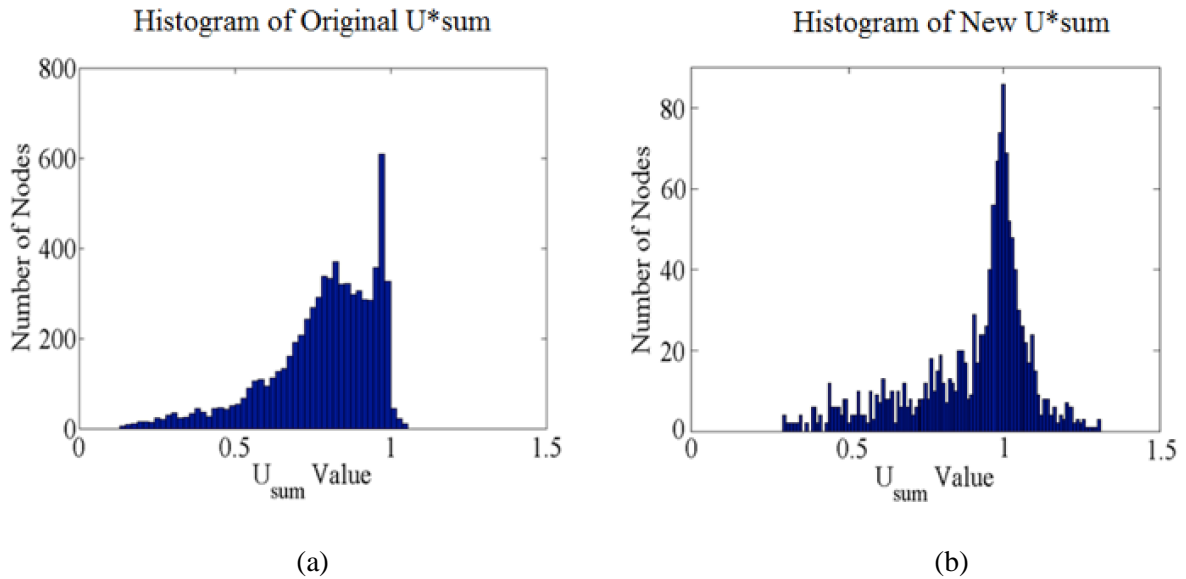 Histogram of Original U*sum
800
600
400
200
0
0
0.5
1
1.5
Number of Nodes
U_sum Value
(a)
Histogram of New U*sum
80
60
40
20
0
0
0.5
1
1.5
Number of Nodes
U_sum Value
(b)